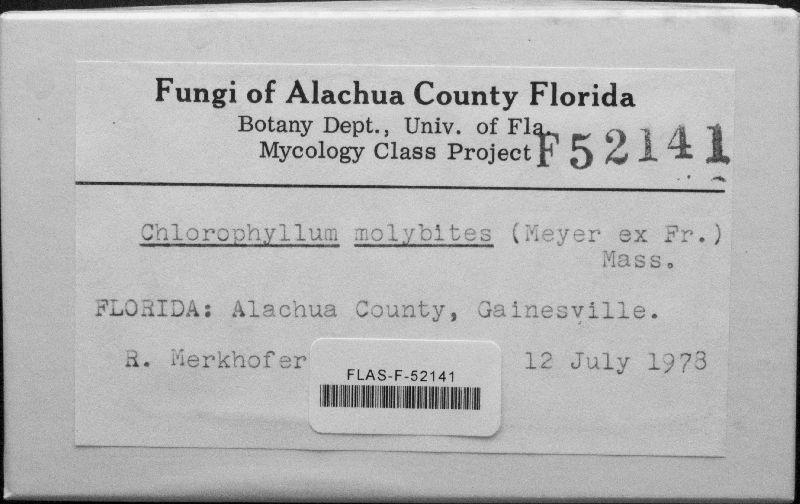 Fungi of Alachua County Florida
Botany Dept., Univ. of Fla.
Mycology Class Project F52141
Chlorophyllum molybites (Meyer ex Fr.)
Mass.
FLORIDA: Alachua County, Gainesville.
R. Merkhofer 12 July 1978
FLAS-F-52141